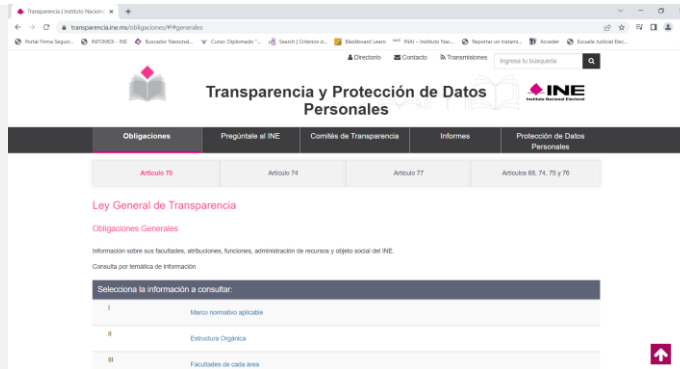 Transparencia | Instituto Nacion
transparencia.ine.mx/obligaciones/#!#generales
Portal Firma Seguri... INFOMEX - INE Buscador Nacional... Curso Diplomado "... Search | Criterios d... Blackboard Learn INAI – Instituto Nac... Reportar un tratami... Acceder Escuela Judicial Elec...
Directorio Contacto Transmisiones Ingresa tu búsqueda
Transparencia y Protección de Datos
Personales
INE
Instituto Nacional Electoral
Obligaciones Pregúntale al INE Comités de Transparencia Informes Protección de Datos
Personales
Artículo 70 Artículo 74 Artículo 77 Artículos 68, 74, 75 y 76
Ley General de Transparencia
Obligaciones Generales
Información sobre sus facultades, atribuciones, funciones, administración de recursos y objeto social del INE.
Consulta por temática de información
Selecciona la información a consultar:
I Marco normativo aplicable
II Estructura Orgánica
III Facultades de cada área